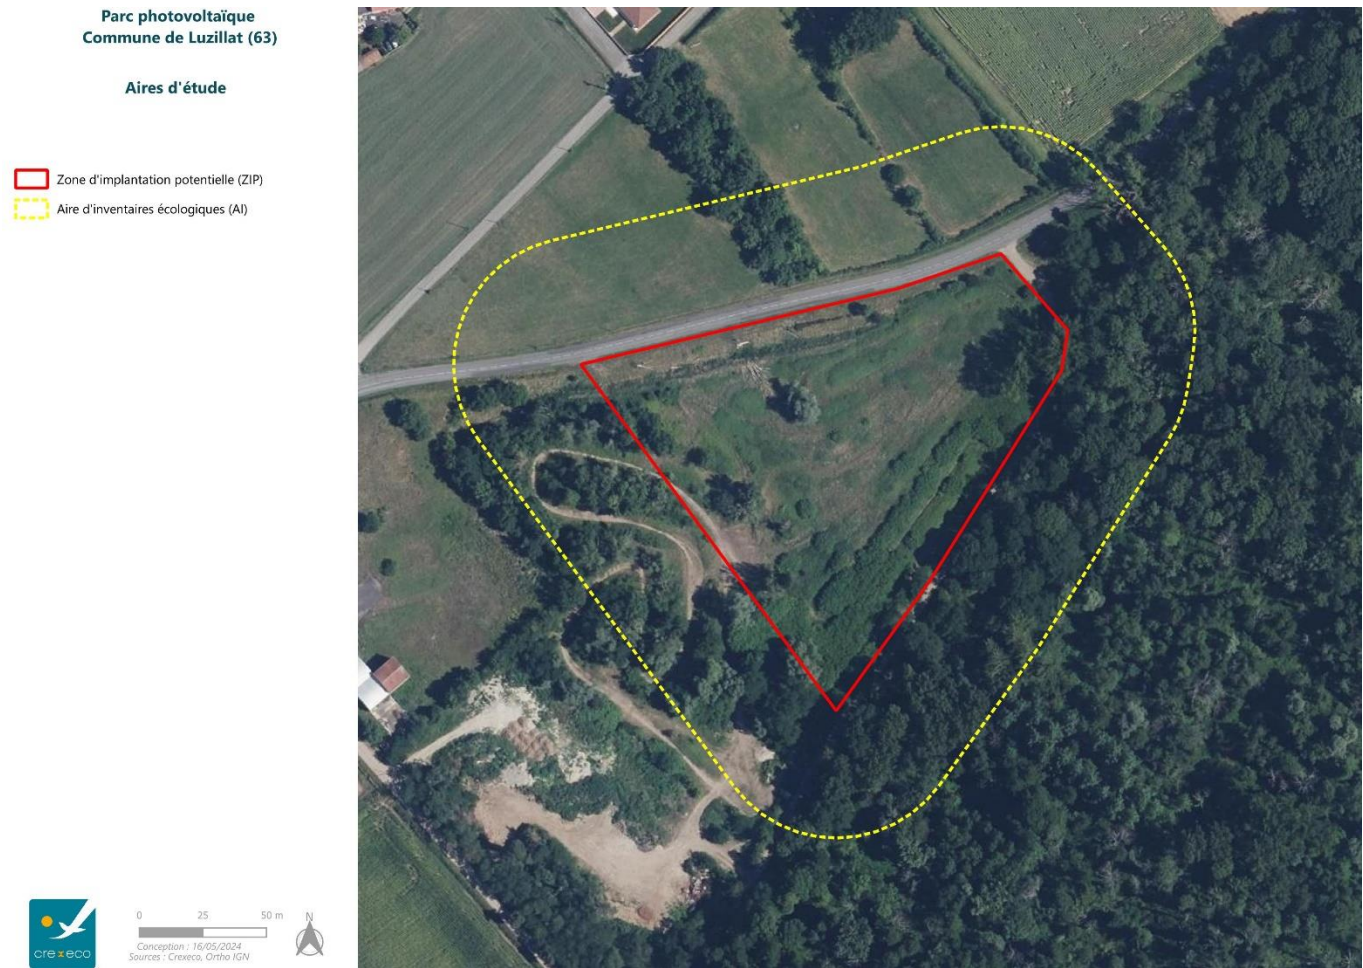 Parc photovoltaïque
Commune de Luzillat (63)
Aires d'étude
Zone d'implantation potentielle (ZIP)
Aire d'inventaires écologiques (AI)
crexeco
0 25 50 m
N
Conception : 16/05/2024
Sources : Crexeco, Ortho IGN